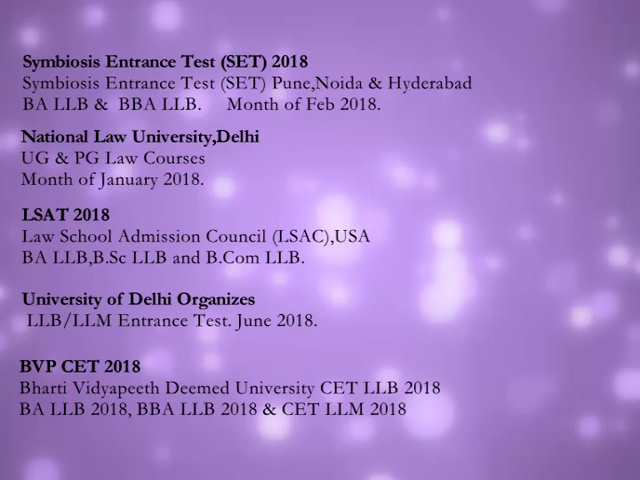 Symbiosis Entrance Test (SET) 2018
Symbiosis Entrance Test (SET) Pune,Noida & Hyderabad
BA LLB & BBA LLB. Month of Feb 2018.
National Law University,Delhi
UG & PG Law Courses
Month of January 2018.
LSAT 2018
Law School Admission Council (LSAC),USA
BA LLB,B.Sc LLB and B.Com LLB.
University of Delhi Organizes
LLB/LLM Entrance Test. June 2018.
BVP CET 2018
Bharti Vidyapeeth Deemed University CET LLB 2018
BA LLB 2018, BBA LLB 2018 & CET LLM 2018